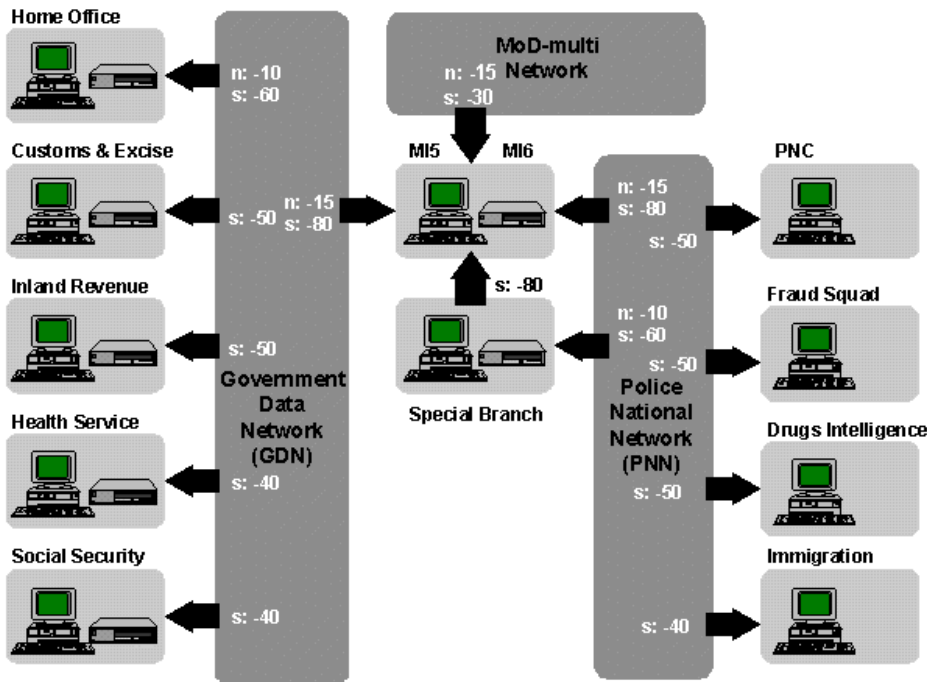 Home Office
n: -10
s: -60
MoD-multi
Network
n: -15
s: -30
Customs & Excise
s: -50
n: -15
s: -80
MI5 MI6
n: -15
s: -80
PNC
s: -50
s: -80
Inland Revenue
s: -50
Government
Data
Network
(GDN)
Special Branch
n: -10
s: -60
Fraud Squad
s: -50
Police
National
Network
(PNN)
Health Service
s: -40
Drugs Intelligence
s: -50
Social Security
s: -40
Immigration
s: -40